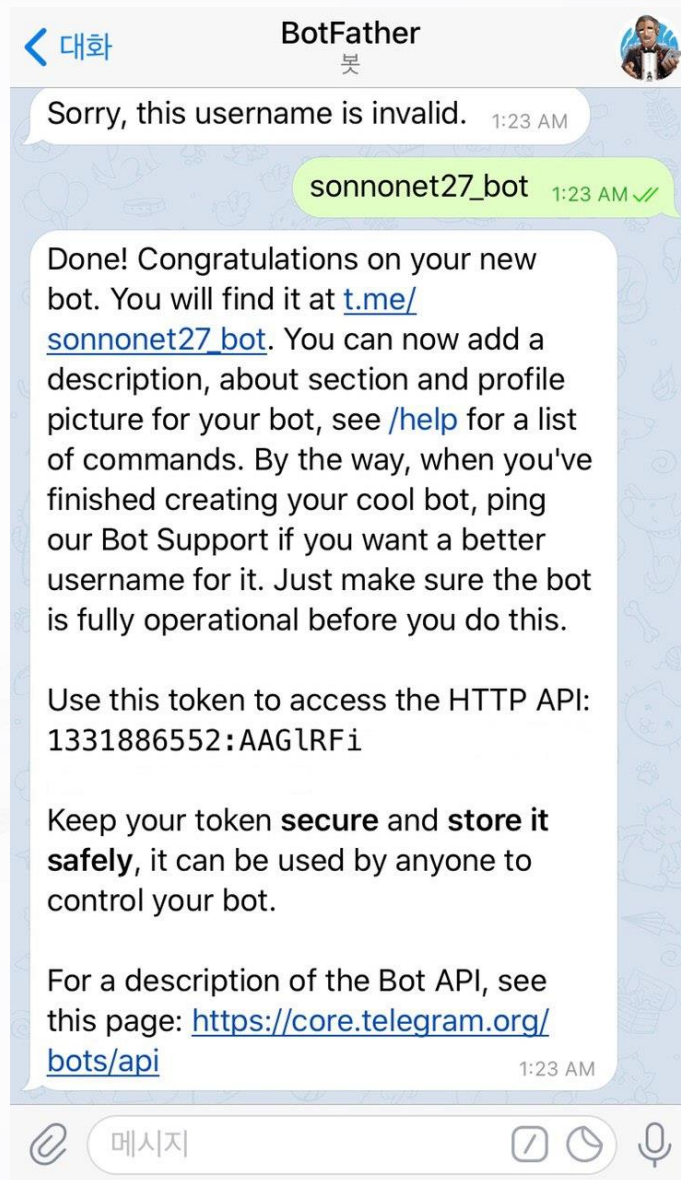 대화
BotFather
봇
Sorry, this username is invalid. 1:23 AM
sonnonet27_bot 1:23 AM
Done! Congratulations on your new
bot. You will find it at t.me/
sonnonet27_bot. You can now add a
description, about section and profile
picture for your bot, see /help for a list
of commands. By the way, when you've
finished creating your cool bot, ping
our Bot Support if you want a better
username for it. Just make sure the bot
is fully operational before you do this.
Use this token to access the HTTP API:
1331886552:AAGlRFi
Keep your token secure and store it
safely, it can be used by anyone to
control your bot.
For a description of the Bot API, see
this page: https://core.telegram.org/
bots/api 1:23 AM
메시지